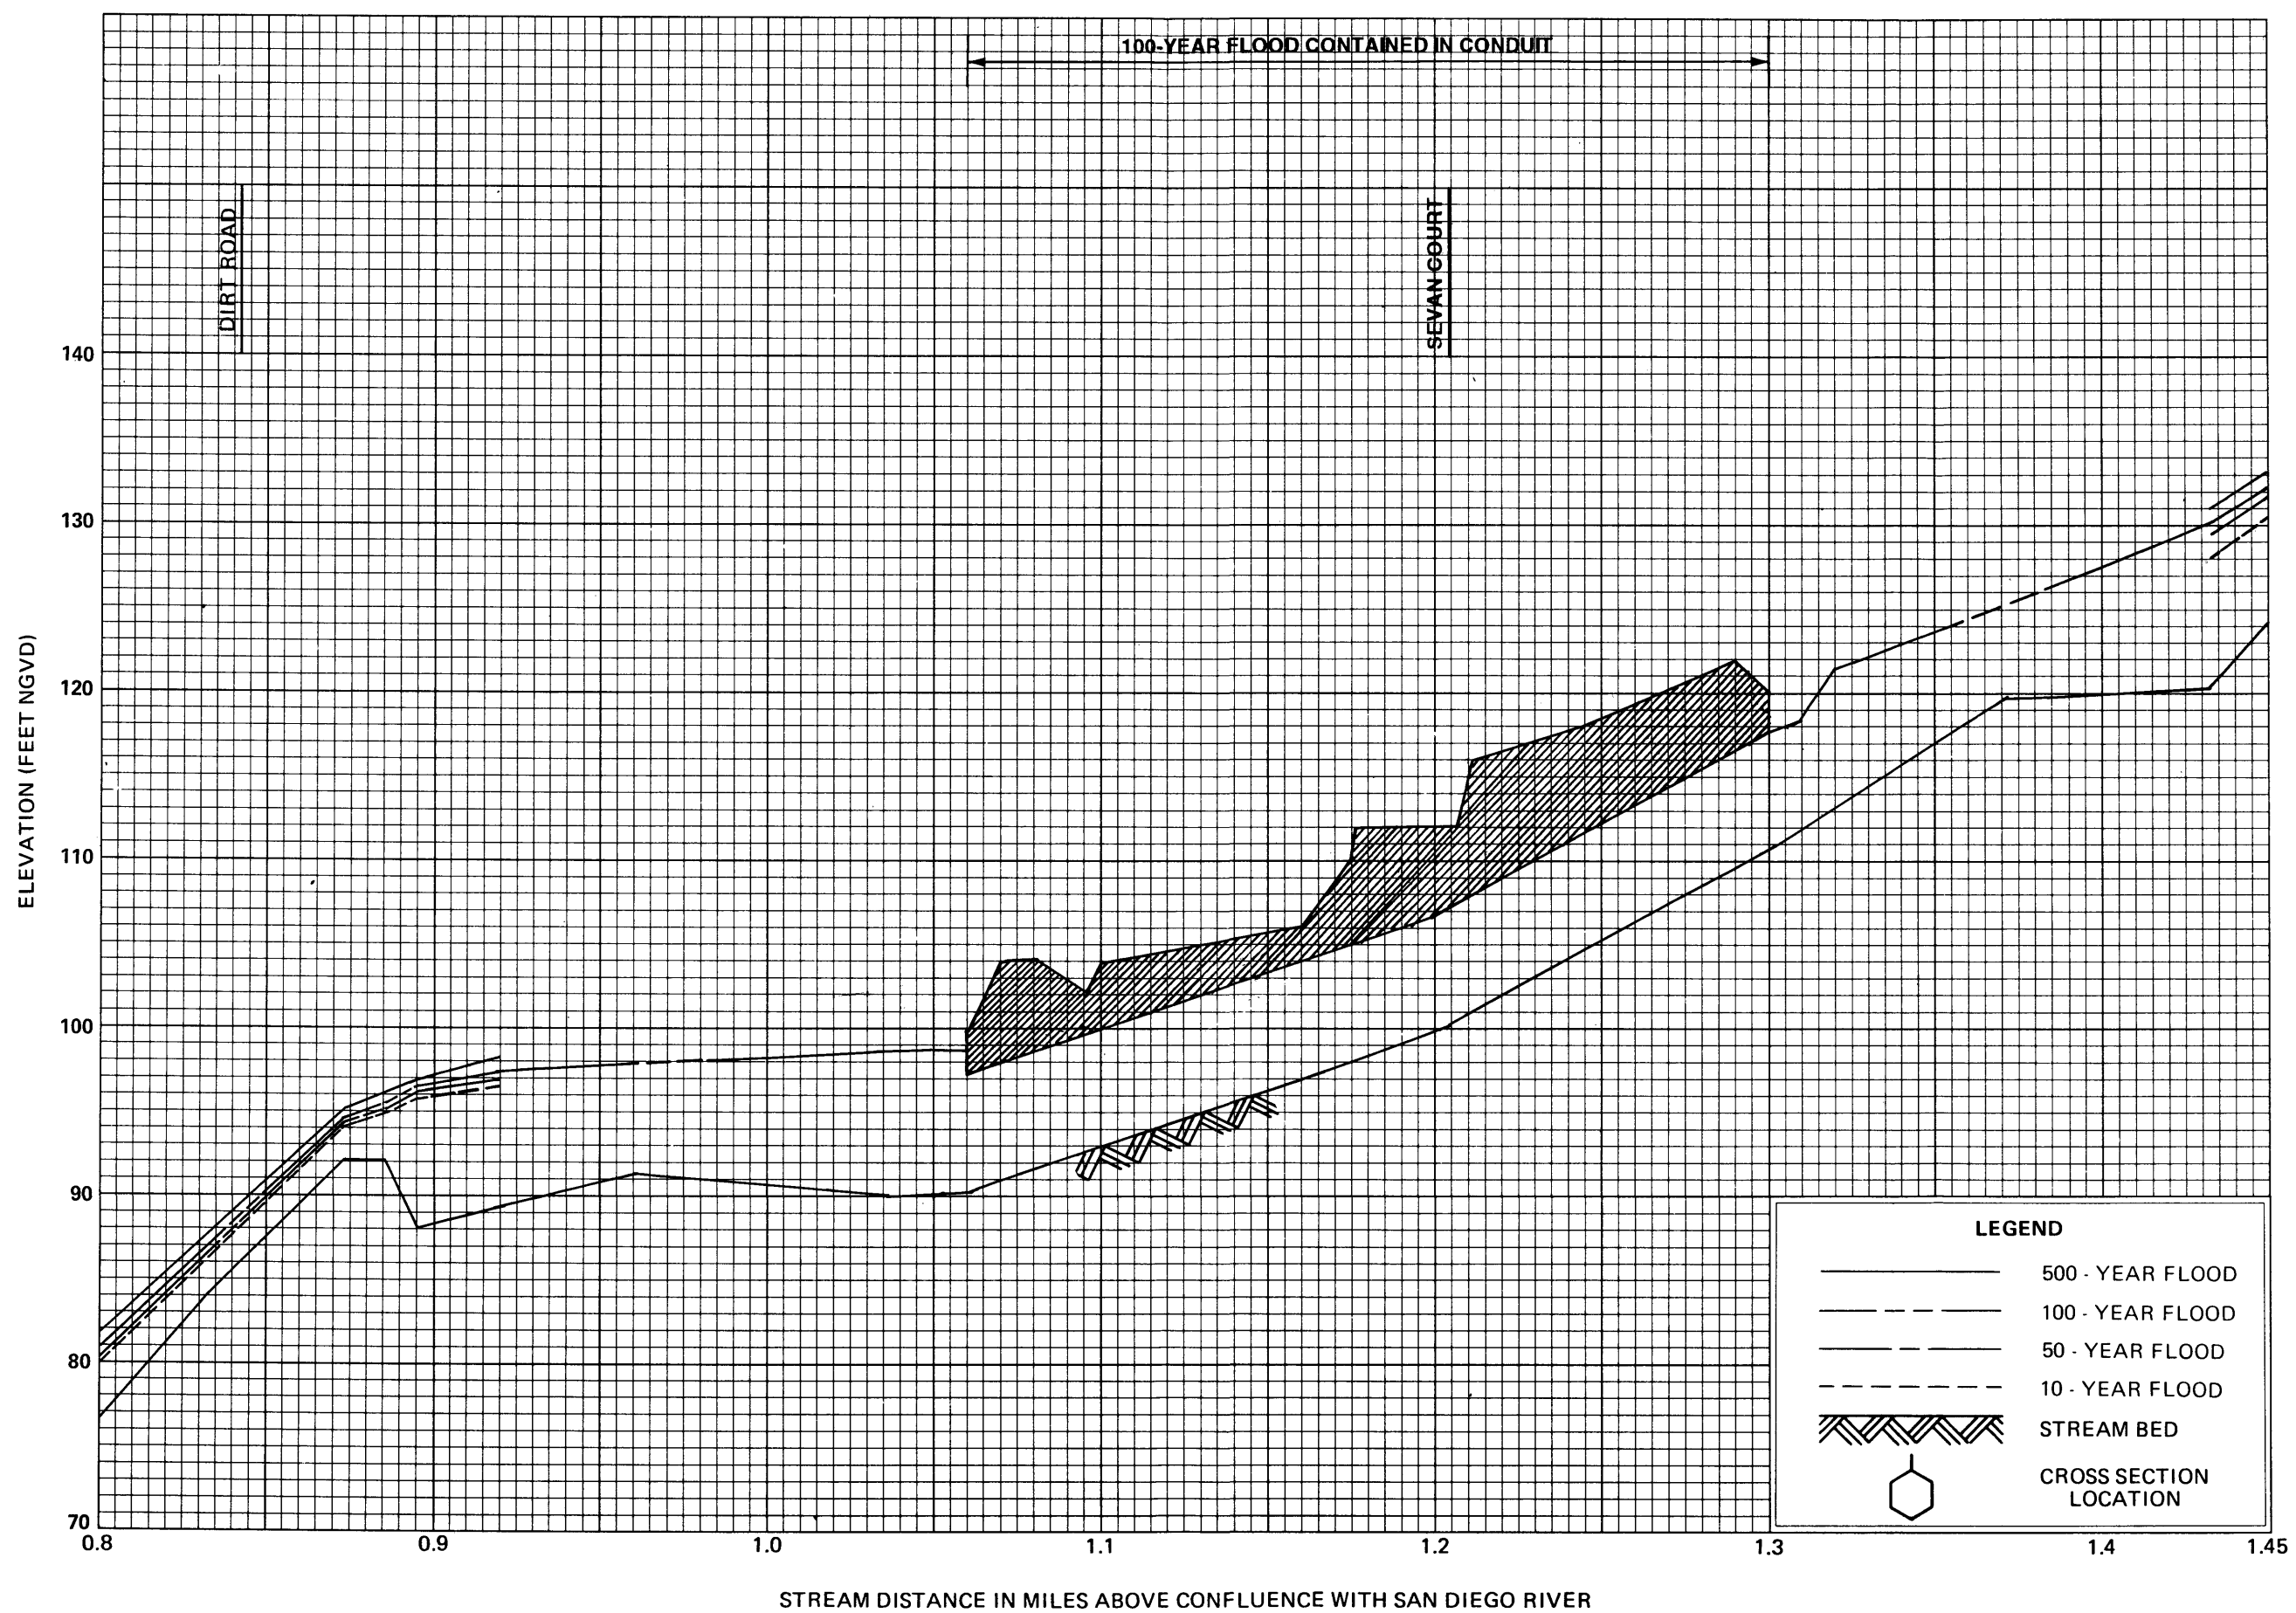 100-YEAR FLOOD CONTAINED IN CONDUIT
DIRT ROAD
SEVAN COURT
ELEVATION (FEET NGVD)
140
130
120
110
100
90
80
70
0.8
0.9
1.0
1.1
1.2
1.3
1.4
1.45
STREAM DISTANCE IN MILES ABOVE CONFLUENCE WITH SAN DIEGO RIVER
LEGEND
500 - YEAR FLOOD
100 - YEAR FLOOD
50 - YEAR FLOOD
10 - YEAR FLOOD
STREAM BED
CROSS SECTION
LOCATION